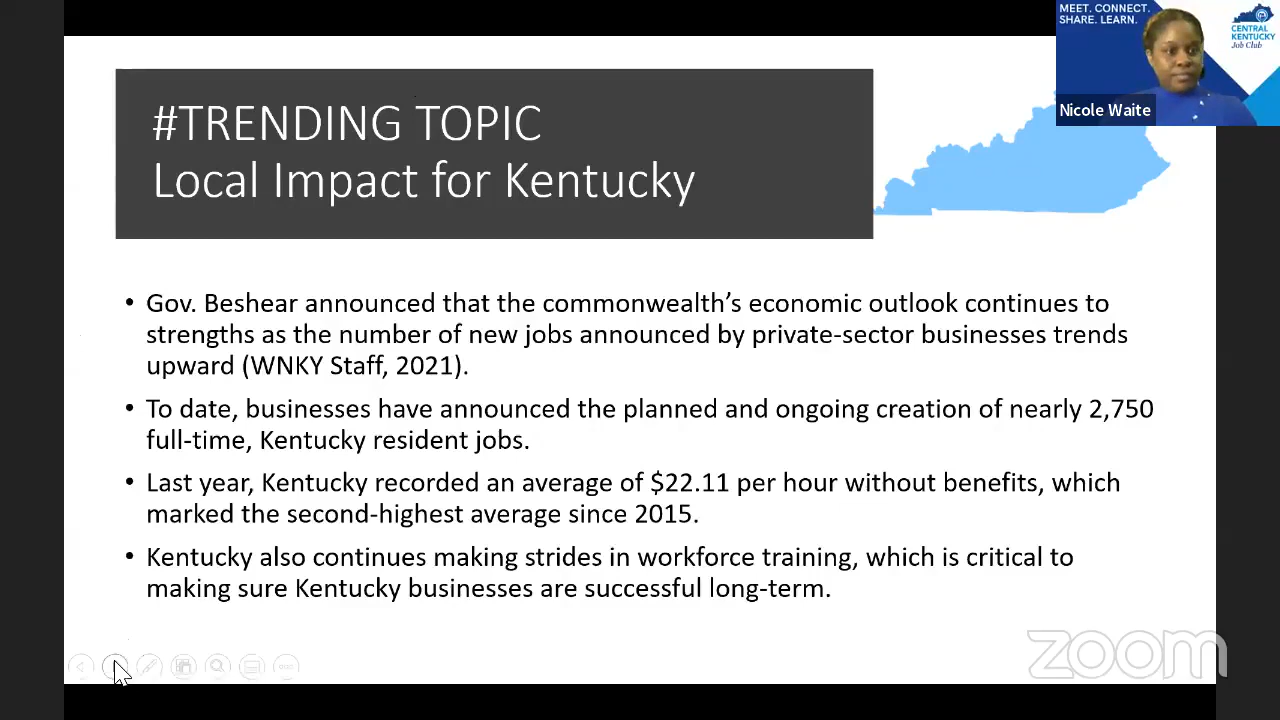 MEET. CONNECT.
SHARE. LEARN.
CENTRAL
KENTUCKY
Job Club
Nicole Waite
#TRENDING TOPIC
Local Impact for Kentucky
• Gov. Beshear announced that the commonwealth’s economic outlook continues to
strengths as the number of new jobs announced by private-sector businesses trends
upward (WNKY Staff, 2021).
• To date, businesses have announced the planned and ongoing creation of nearly 2,750
full-time, Kentucky resident jobs.
• Last year, Kentucky recorded an average of $22.11 per hour without benefits, which
marked the second-highest average since 2015.
• Kentucky also continues making strides in workforce training, which is critical to
making sure Kentucky businesses are successful long-term.
zoom